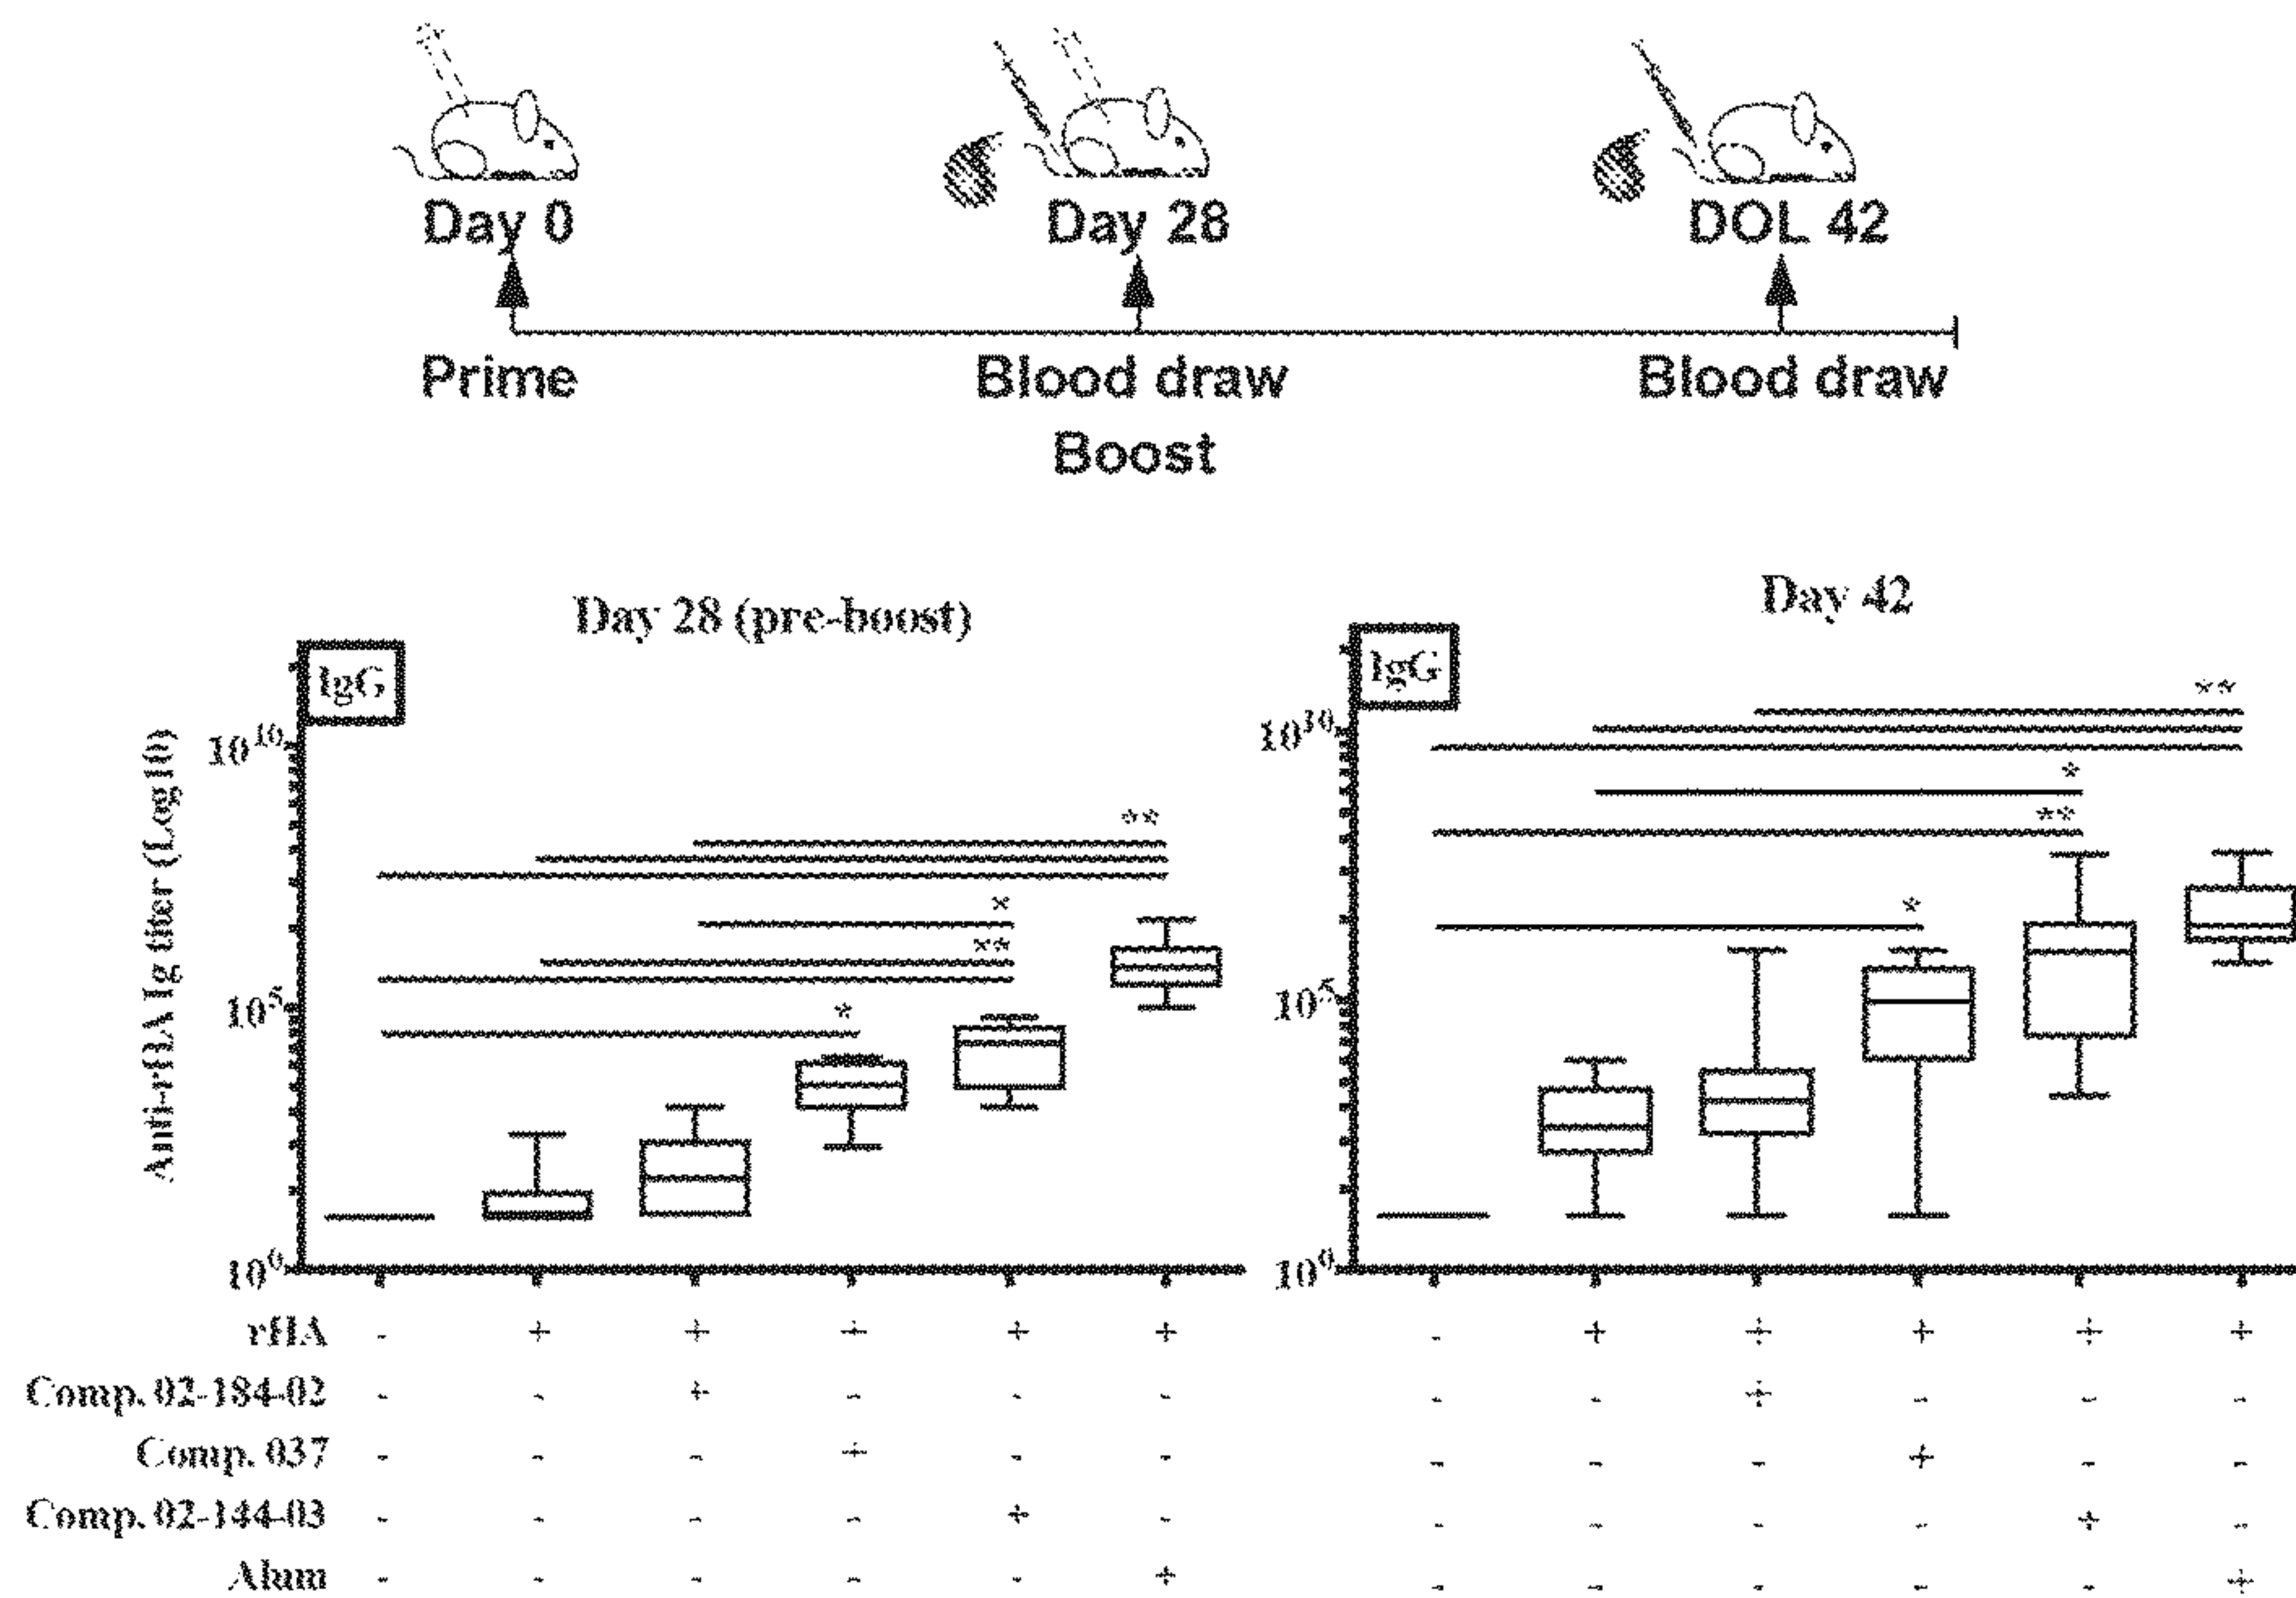 Day 0 Day 28 DOL 42
Prime Blood draw Blood draw
Boost
Day 28 (pre-boost)
Day 42
IgG
IgG
10^10
10^10
Anti-rHA Ig titer (Log10)
**
**
*
**
*
**
*
*
10^5
10^5
10^0
10^0
rHA - + + + + + - + + + + +
Comp. 02-184-02 - - + - - - - - + - - -
Comp. 037 - - - + - - - - - + - -
Comp. 02-144-03 - - - - + - - - - - + -
Alum - - - - - + - - - - - +